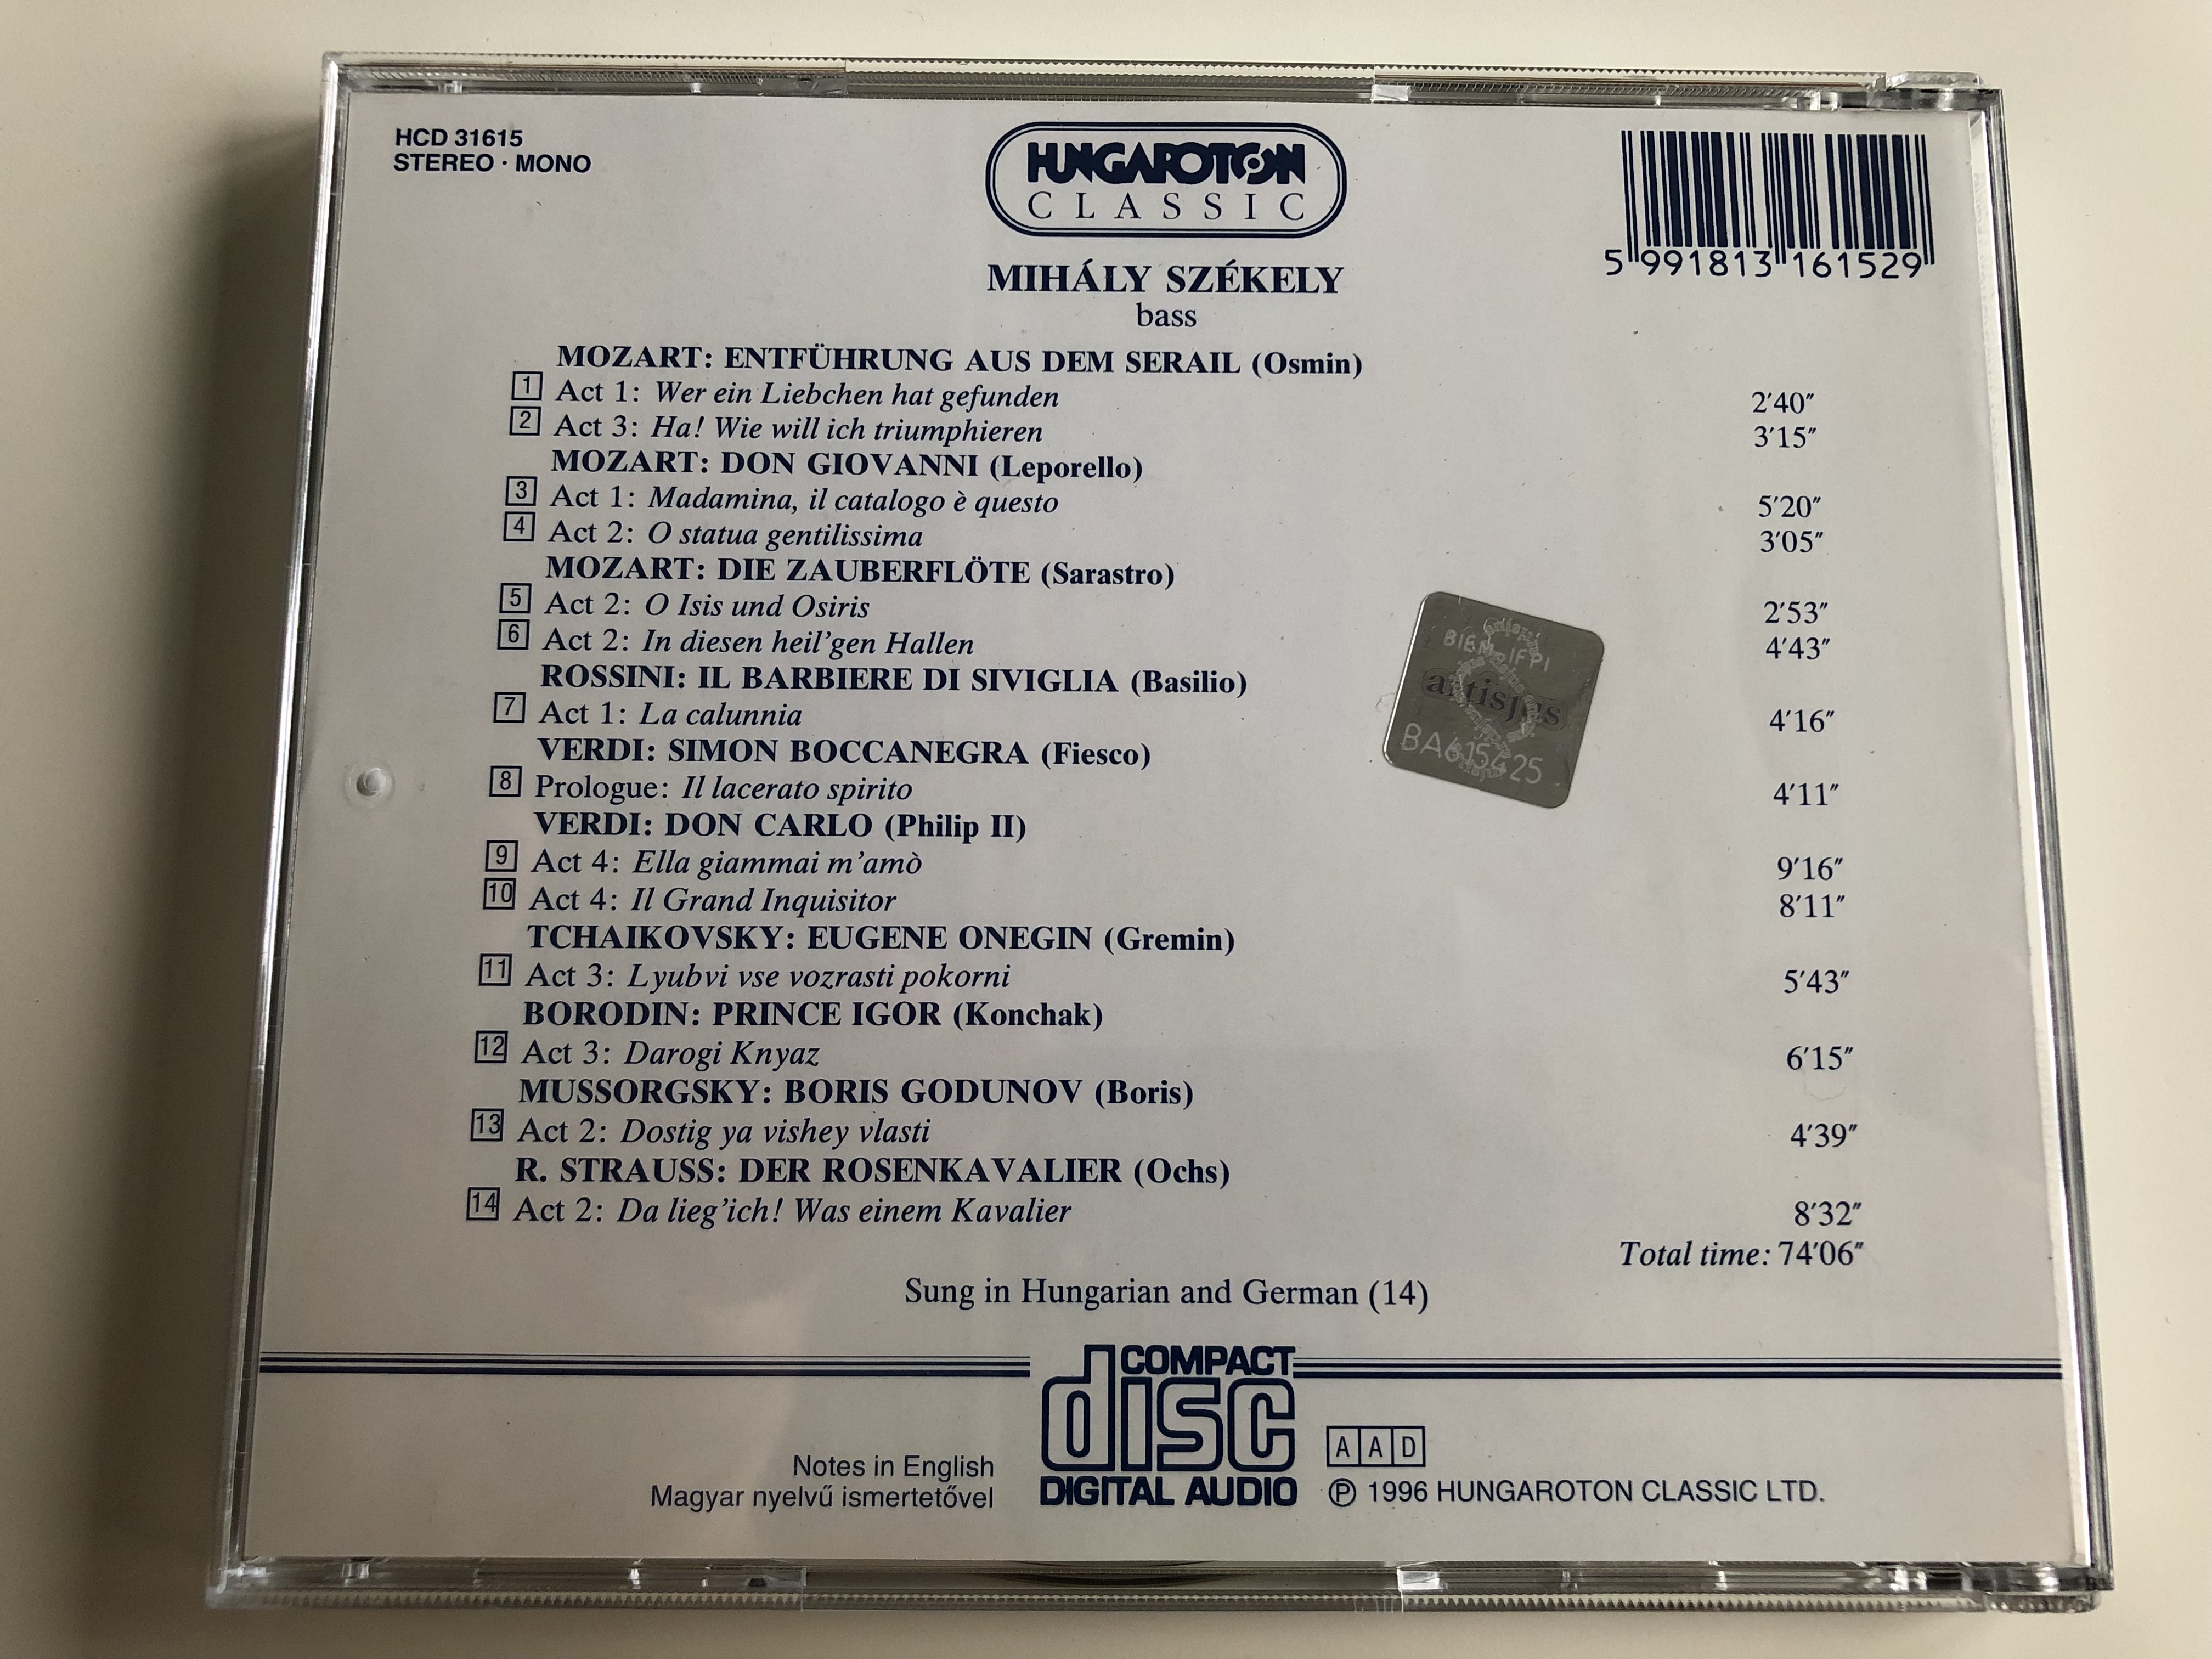 HCD 31615
STEREO · MONO
HUNGAROTON
CLASSIC
5 991813 161529
MIHÁLY SZÉKELY
bass
MOZART: ENTFÜHRUNG AUS DEM SERAIL (Osmin)
1 Act 1: Wer ein Liebchen hat gefunden 2′40″
2 Act 3: Ha! Wie will ich triumphieren 3′15″
MOZART: DON GIOVANNI (Leporello)
3 Act 1: Madamina, il catalogo è questo 5′20″
4 Act 2: O statua gentilissima 3′05″
MOZART: DIE ZAUBERFLÖTE (Sarastro)
5 Act 2: O Isis und Osiris 2′53″
6 Act 2: In diesen heil'gen Hallen 4′43″
ROSSINI: IL BARBIERE DI SIVIGLIA (Basilio)
7 Act 1: La calunnia 4′16″
VERDI: SIMON BOCCANEGRA (Fiesco)
8 Prologue: Il lacerato spirito 4′11″
VERDI: DON CARLO (Philip II)
9 Act 4: Ella giammai m'amò 9′16″
10 Act 4: Il Grand Inquisitor 8′11″
TCHAIKOVSKY: EUGENE ONEGIN (Gremin)
11 Act 3: Lyubvi vse vozrasti pokorni 5′43″
BORODIN: PRINCE IGOR (Konchak)
12 Act 3: Darogi Knyaz 6′15″
MUSSORGSKY: BORIS GODUNOV (Boris)
13 Act 2: Dostig ya vishey vlasti 4′39″
R. STRAUSS: DER ROSENKAVALIER (Ochs)
14 Act 2: Da lieg'ich! Was einem Kavalier 8′32″
Total time: 74′06″
Sung in Hungarian and German (14)
BIEM IFPI
artisjus
BA615425
COMPACT
disc
DIGITAL AUDIO
Notes in English
Magyar nyelvű ismertetővel
AAD
℗ 1996 HUNGAROTON CLASSIC LTD.